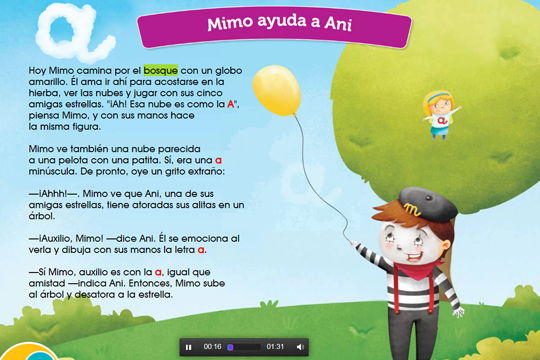 a
Mimo ayuda a Ani
Hoy Mimo camina por el bosque con un globo
amarillo. Él ama ir ahí para acostarse en la
hierba, ver las nubes y jugar con sus cinco
amigas estrellas. "¡Ah! Esa nube es como la A",
piensa Mimo, y con sus manos hace
la misma figura.
Mimo ve también una nube parecida
a una pelota con una patita. Sí, era una a
minúscula. De pronto, oye un grito extraño:
—¡Ahhh!—. Mimo ve que Ani, una de sus
amigas estrellas, tiene atoradas sus alitas en un
árbol.
—¡Auxilio, Mimo! —dice Ani. Él se emociona al
verla y dibuja con sus manos la letra a.
—Sí Mimo, auxilio es con la a, igual que
amistad —indica Ani. Entonces, Mimo sube
al árbol y desatora a la estrella.
a
m
00:16 01:31